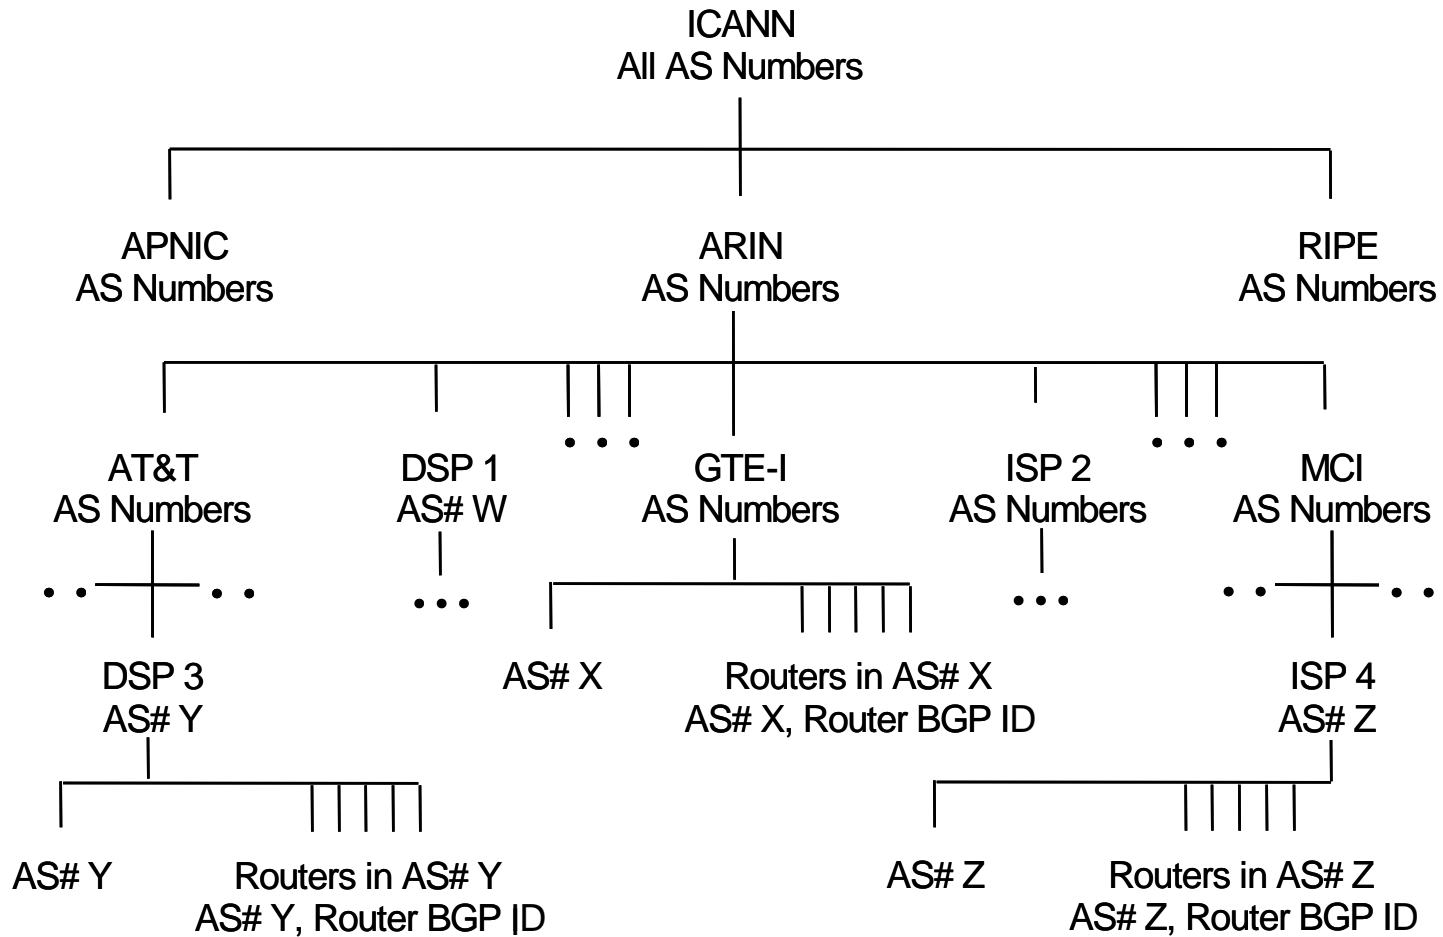 ICANN
All AS Numbers
APNIC
AS Numbers
ARIN
AS Numbers
RIPE
AS Numbers
AT&T
AS Numbers
DSP 1
AS# W
GTE-I
AS Numbers
ISP 2
AS Numbers
MCI
AS Numbers
DSP 3
AS# Y
AS# X
Routers in AS# X
AS# X, Router BGP ID
ISP 4
AS# Z
AS# Y
Routers in AS# Y
AS# Y, Router BGP ID
AS# Z
Routers in AS# Z
AS# Z, Router BGP ID